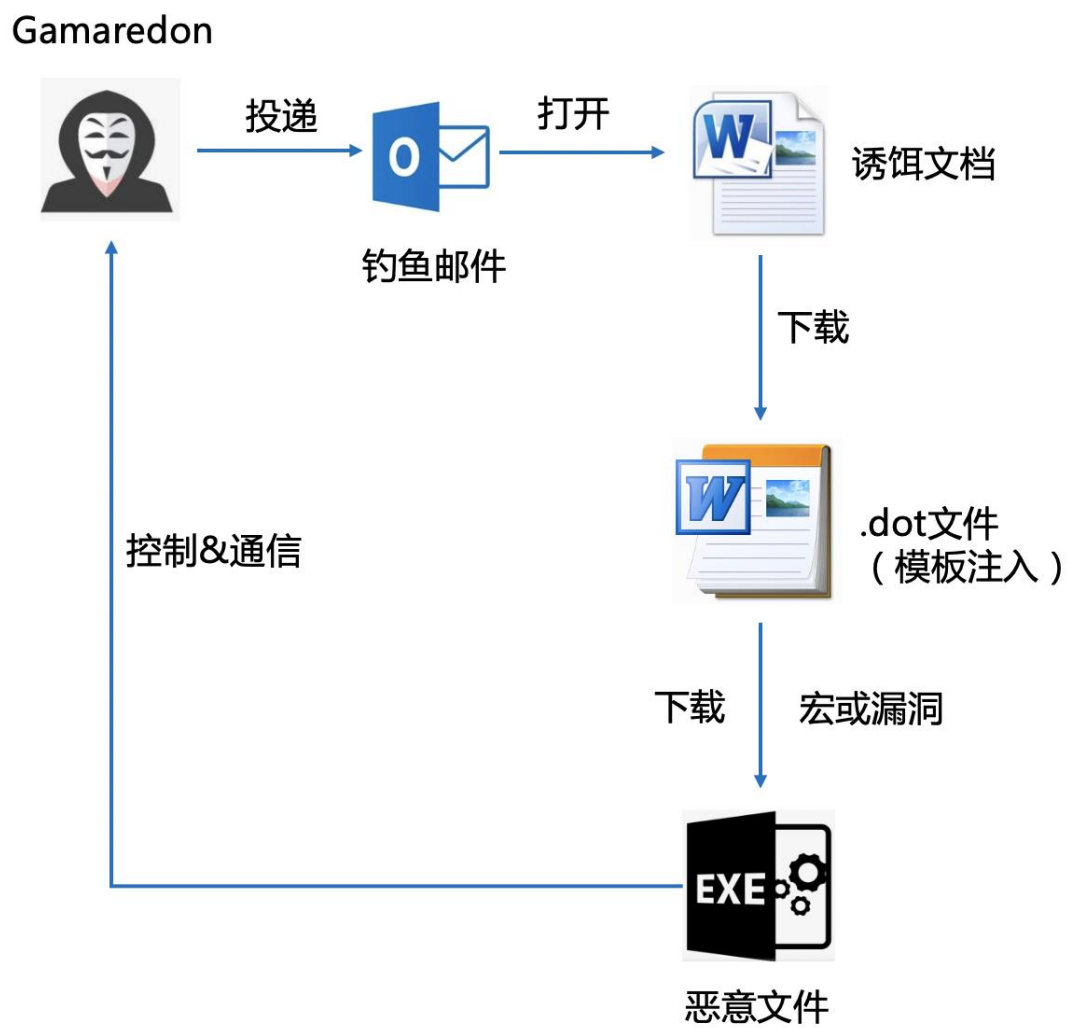 Gamaredon
投递
打开
诱饵文档
钓鱼邮件
下载
.dot文件
（模板注入）
控制&通信
下载
宏或漏洞
EXE
恶意文件